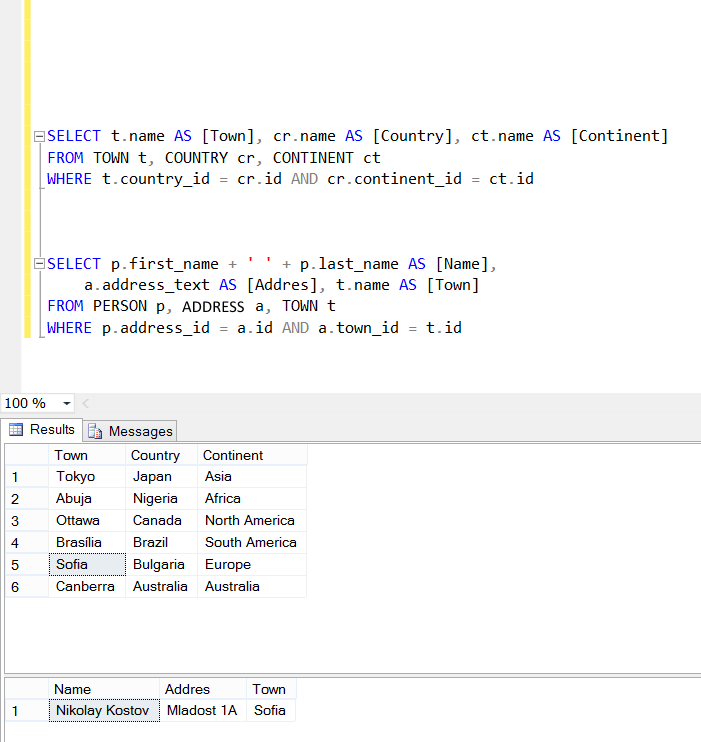 SELECT t.name AS [Town], cr.name AS [Country], ct.name AS [Continent]
FROM TOWN t, COUNTRY cr, CONTINENT ct
WHERE t.country_id = cr.id AND cr.continent_id = ct.id
SELECT p.first_name + ' ' + p.last_name AS [Name],
a.address_text AS [Addres], t.name AS [Town]
FROM PERSON p, ADDRESS a, TOWN t
WHERE p.address_id = a.id AND a.town_id = t.id
100 %
Results Messages
Town Country Continent
1 Tokyo Japan Asia
2 Abuja Nigeria Africa
3 Ottawa Canada North America
4 Brasília Brazil South America
5 Sofia Bulgaria Europe
6 Canberra Australia Australia
Name Addres Town
1 Nikolay Kostov Mladost 1A Sofia